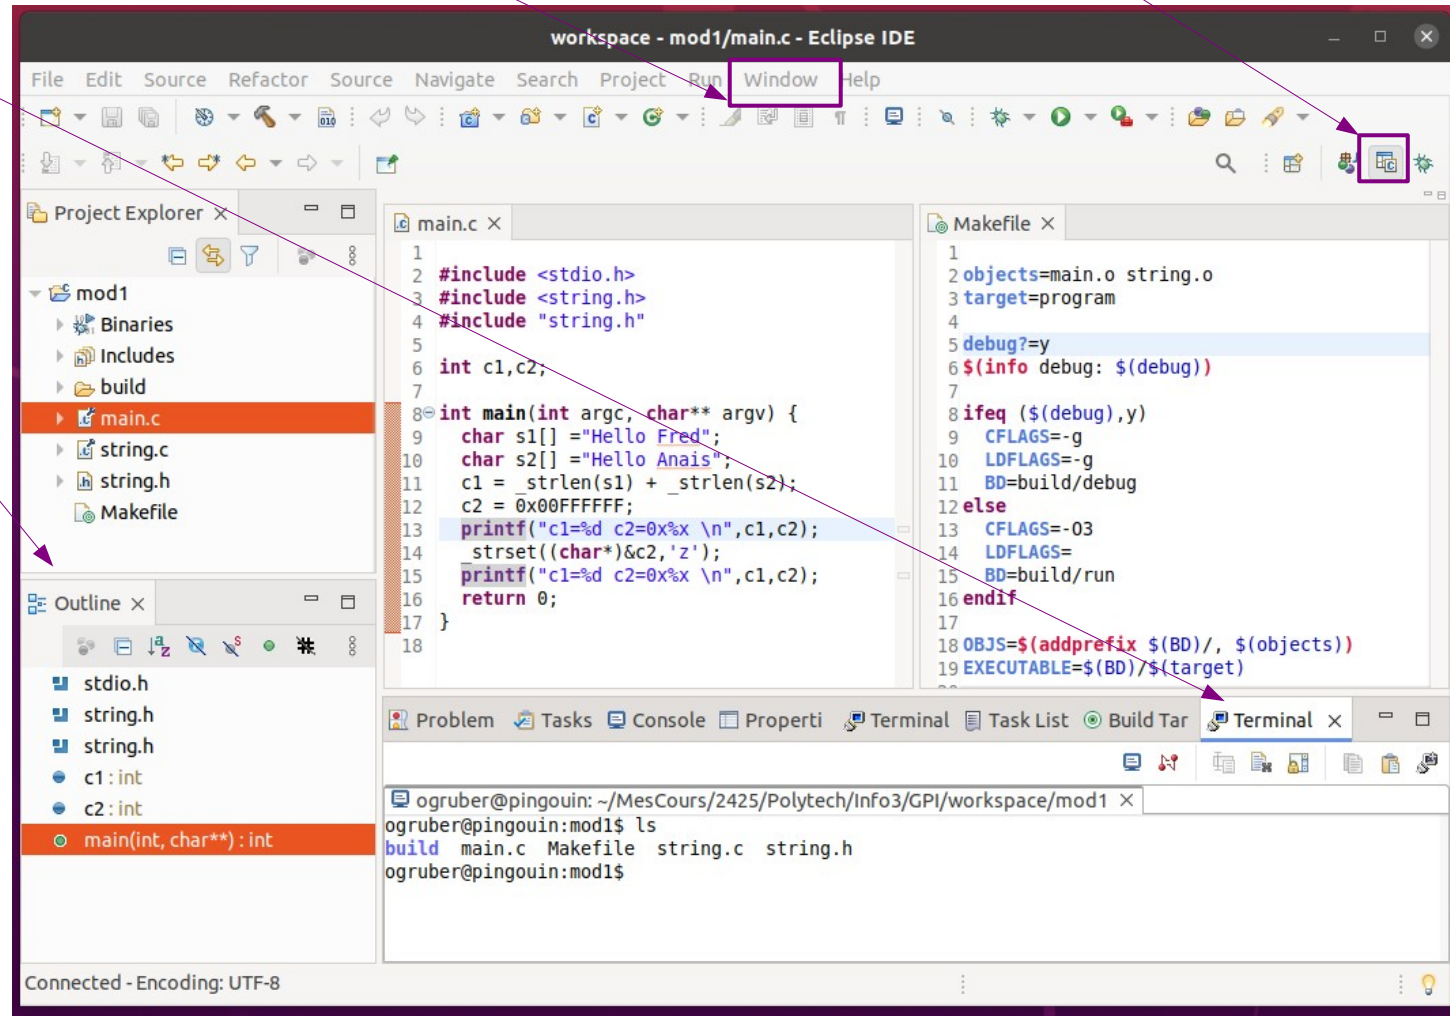 workspace - mod1/main.c - Eclipse IDE
File Edit Source Refactor Source Navigate Search Project Run Window Help
Project Explorer
mod1
Binaries
Includes
build
main.c
string.c
string.h
Makefile
Outline
stdio.h
string.h
string.h
c1 : int
c2 : int
main(int, char**) : int
main.c
1
2 #include <stdio.h>
3 #include <string.h>
4 #include "string.h"
5
6 int c1,c2;
7
8 int main(int argc, char** argv) {
9 char s1[] ="Hello Fred";
10 char s2[] ="Hello Anais";
11 c1 = _strlen(s1) + _strlen(s2);
12 c2 = 0x00FFFFFF;
13 printf("c1=%d c2=0x%x \n",c1,c2);
14 _strset((char*)&c2,'z');
15 printf("c1=%d c2=0x%x \n",c1,c2);
16 return 0;
17 }
18
Makefile
1
2 objects=main.o string.o
3 target=program
4
5 debug?=y
6 $(info debug: $(debug))
7
8 ifeq ($(debug),y)
9 CFLAGS=-g
10 LDFLAGS=-g
11 BD=build/debug
12 else
13 CFLAGS=-O3
14 LDFLAGS=
15 BD=build/run
16 endif
17
18 OBJS=$(addprefix $(BD)/, $(objects))
19 EXECUTABLE=$(BD)/$(target)
Problem Tasks Console Properti Terminal Task List Build Tar Terminal
ogruber@pingouin: ~/MesCours/2425/Polytech/Info3/GPI/workspace/mod1
ogruber@pingouin:mod1$ ls
build main.c Makefile string.c string.h
ogruber@pingouin:mod1$
Connected - Encoding: UTF-8